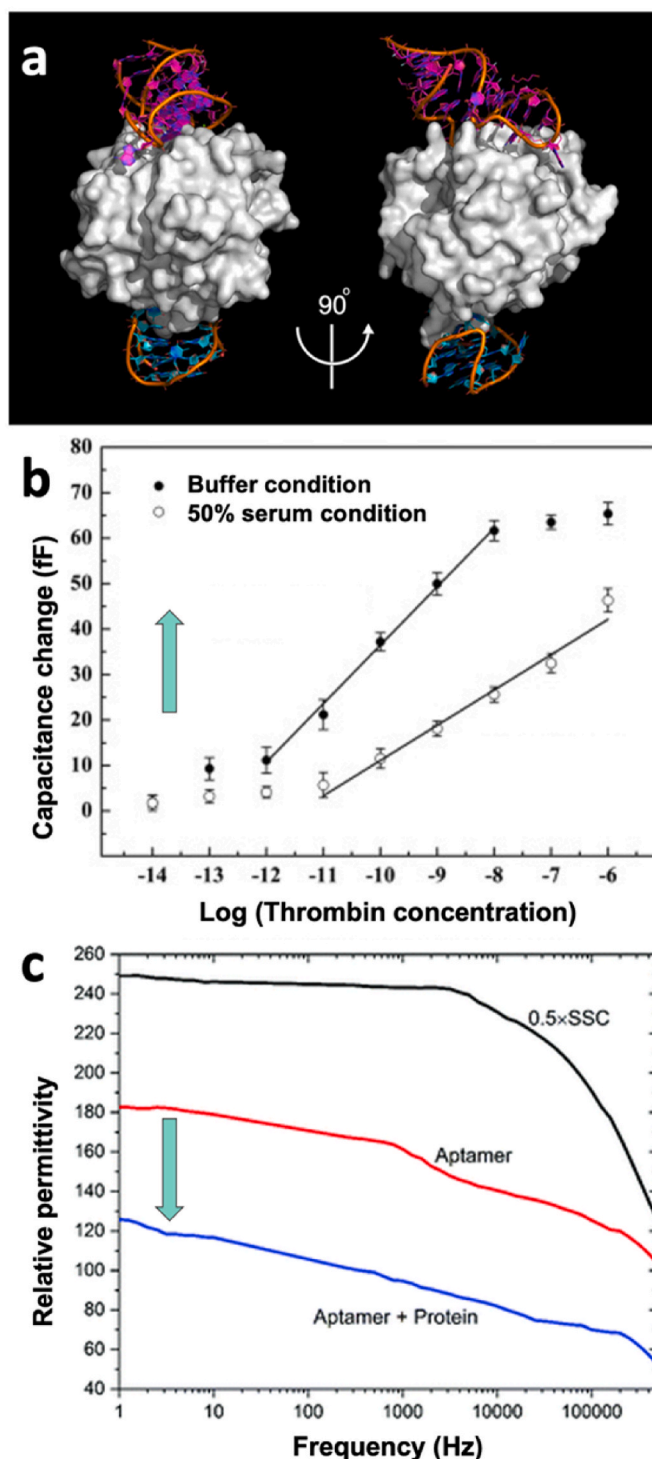 a
90°
b
Buffer condition
50% serum condition
Capacitance change (fF)
80
70
60
50
40
30
20
10
0
-14 -13 -12 -11 -10 -9 -8 -7 -6
Log (Thrombin concentration)
c
Relative permittivity
260
240
220
200
180
160
140
120
100
80
60
40
0.5×SSC
Aptamer
Aptamer + Protein
1 10 100 1000 10000 100000
Frequency (Hz)